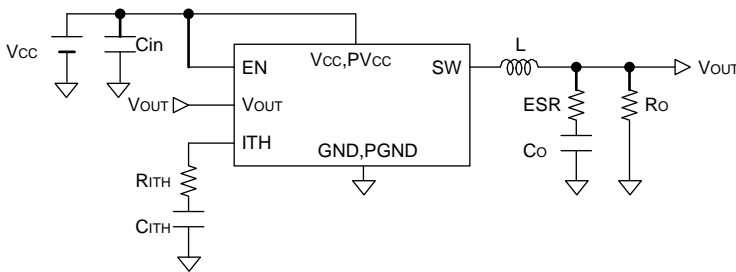 VCC
Cin
EN
VCC,PVCC
SW
L
VOUT
VOUT
VOUT
ESR
RO
ITH
GND,PGND
CO
RITH
CITH